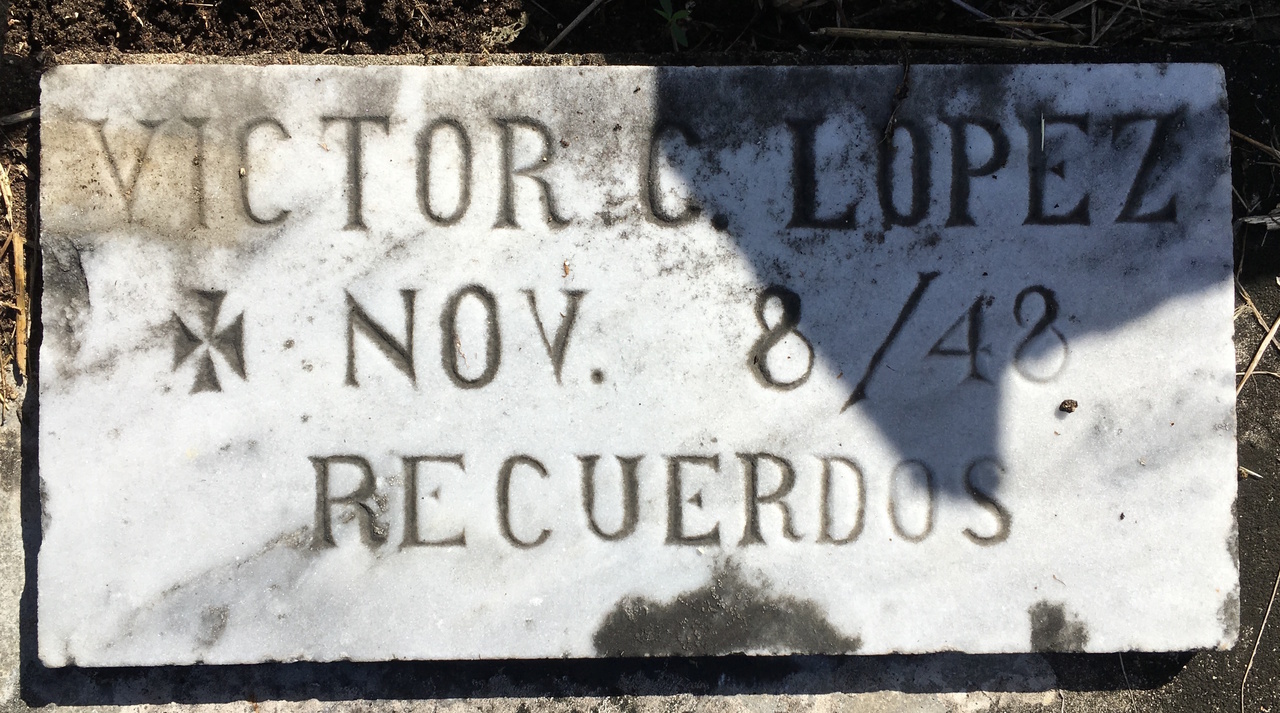 VICTOR C. LOPEZ
✠ NOV. 8/48
RECUERDOS